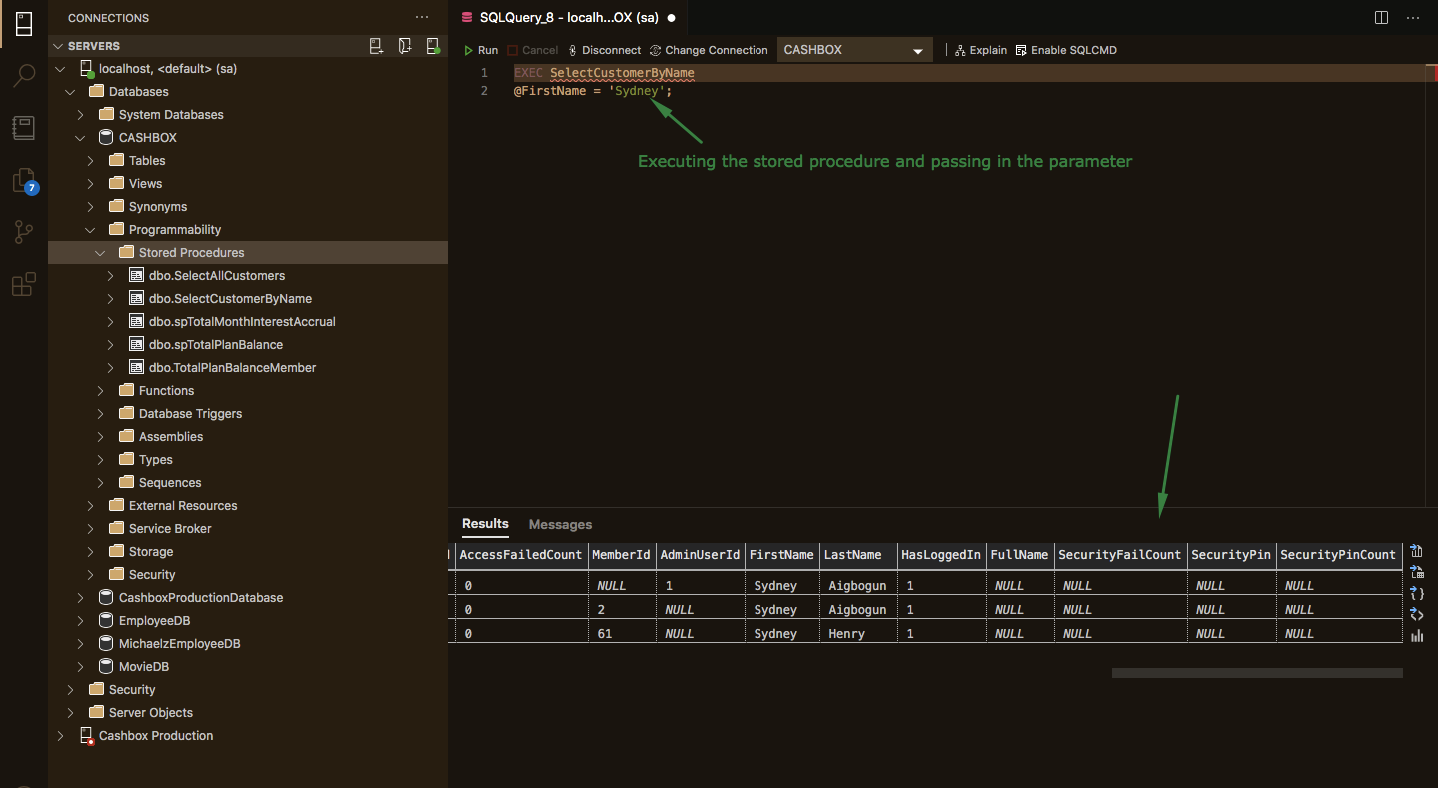 CONNECTIONS
SERVERS
localhost, <default> (sa)
Databases
System Databases
CASHBOX
Tables
Views
Synonyms
Programmability
Stored Procedures
dbo.SelectAllCustomers
dbo.SelectCustomerByName
dbo.spTotalMonthInterestAccrual
dbo.spTotalPlanBalance
dbo.TotalPlanBalanceMember
Functions
Database Triggers
Assemblies
Types
Sequences
External Resources
Service Broker
Storage
Security
CashboxProductionDatabase
EmployeeDB
MichaelzEmployeeDB
MovieDB
Security
Server Objects
Cashbox Production
7
SQLQuery_8 - localh...OX (sa)
Run Cancel Disconnect Change Connection CASHBOX Explain Enable SQLCMD
1 EXEC SelectCustomerByName
2 @FirstName = 'Sydney';
Executing the stored procedure and passing in the parameter
Results Messages
AccessFailedCount MemberId AdminUserId FirstName LastName HasLoggedIn FullName SecurityFailCount SecurityPin SecurityPinCount
0 NULL 1 Sydney Aigbogun 1 NULL NULL NULL NULL
0 2 NULL Sydney Aigbogun 1 NULL NULL NULL NULL
0 61 NULL Sydney Henry 1 NULL NULL NULL NULL